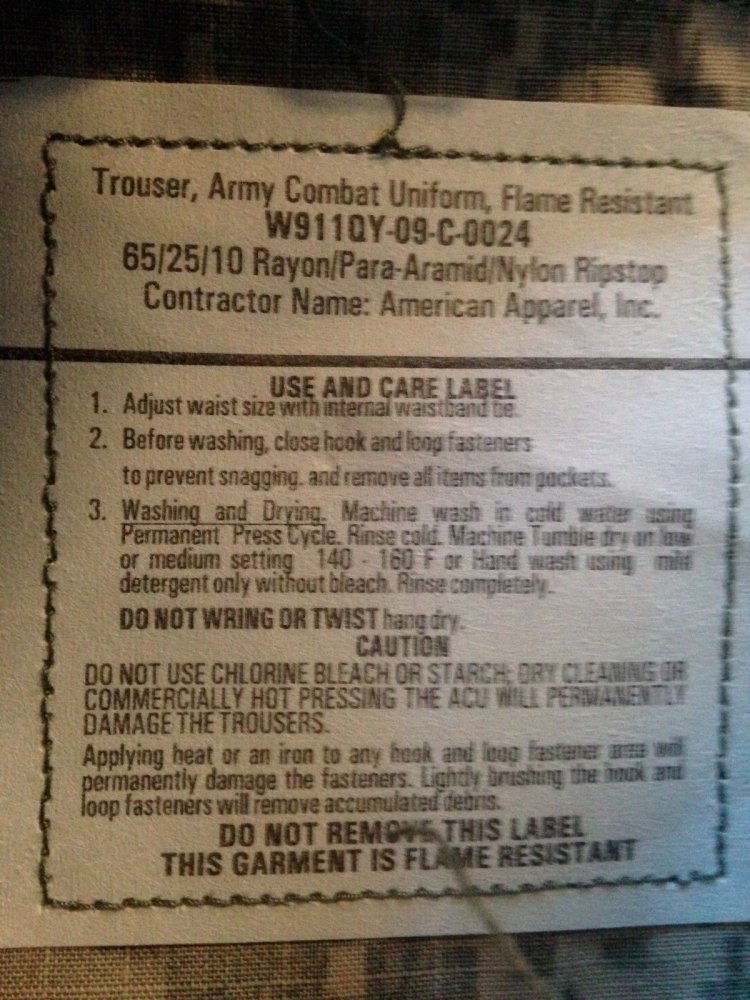 Trouser, Army Combat Uniform, Flame Resistant
W911QY-09-C-0024
65/25/10 Rayon/Para-Aramid/Nylon Ripstop
Contractor Name: American Apparel, Inc.
USE AND CARE LABEL
1. Adjust waist size with internal waistband tie.
2. Before washing, close hook and loop fasteners
to prevent snagging. and remove all items from pockets.
3. Washing and Drying. Machine wash in cold water using
Permanent Press Cycle. Rinse cold. Machine Tumble dry on low
or medium setting 140 - 160 F or Hand wash using mild
detergent only without bleach. Rinse completely.
DO NOT WRING OR TWIST hang dry.
CAUTION
DO NOT USE CHLORINE BLEACH OR STARCH; DRY CLEANING OR
COMMERCIALLY HOT PRESSING THE ACU WILL PERMANENTLY
DAMAGE THE TROUSERS.
Applying heat or an iron to any hook and loop fastener area will
permanently damage the fasteners. Lightly brushing the hook and
loop fasteners will remove accumulated debris.
DO NOT REMOVE THIS LABEL
THIS GARMENT IS FLAME RESISTANT